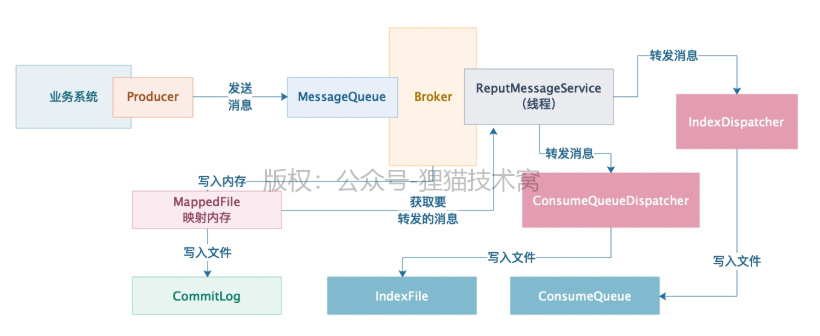 业务系统
Producer
发送
消息
MessageQueue
Broker
ReputMessageService
（线程）
转发消息
IndexDispatcher
转发消息
ConsumeQueueDispatcher
写入内存
版权：公众号-狸猫技术窝
MappedFile
映射内存
获取要
转发的消息
写入文件
写入文件
写入文件
CommitLog
IndexFile
ConsumeQueue